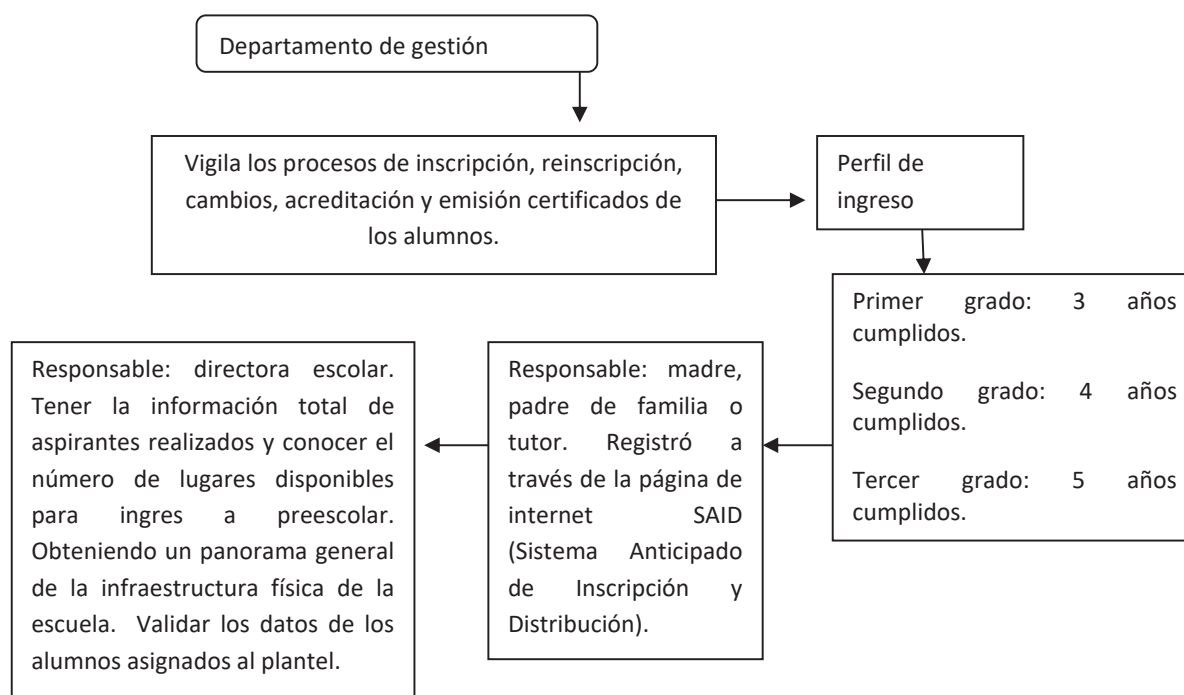 Departamento de gestión
Vigila los procesos de inscripción, reinscripción,
cambios, acreditación y emisión certificados de
los alumnos.
Perfil de
ingreso
Primer grado: 3 años
cumplidos.
Segundo grado: 4 años
cumplidos.
Tercer grado: 5 años
cumplidos.
Responsable: madre,
padre de familia o
tutor. Registró a
través de la página de
internet SAID
(Sistema Anticipado
de Inscripción y
Distribución).
Responsable: directora escolar.
Tener la información total de
aspirantes realizados y conocer el
número de lugares disponibles
para ingres a preescolar.
Obteniendo un panorama general
de la infraestructura física de la
escuela. Validar los datos de los
alumnos asignados al plantel.